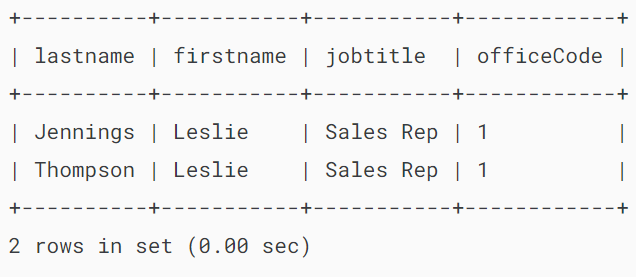 +----------+-----------+-----------+------------+
| lastname | firstname | jobtitle  | officeCode |
+----------+-----------+-----------+------------+
| Jennings | Leslie    | Sales Rep | 1          |
| Thompson | Leslie    | Sales Rep | 1          |
+----------+-----------+-----------+------------+
2 rows in set (0.00 sec)